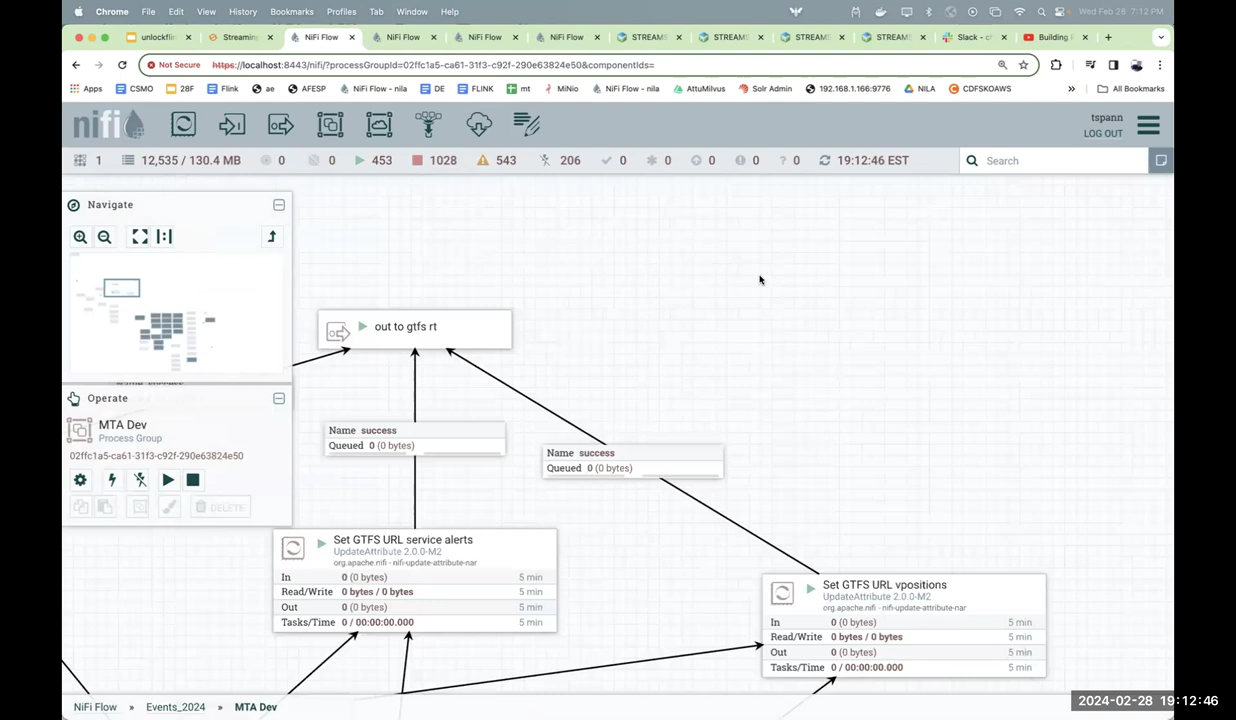 Chrome File Edit View History Bookmarks Profiles Tab Window Help Wed Feb 28 7:12 PM
unlockflin Streaming NiFi Flow NiFi Flow NiFi Flow NiFi Flow STREAMS STREAMS STREAMS STREAMS Slack - c Building F
Not Secure https://localhost:8443/nifi/?processGroupId=02ffc1a5-ca61-31f3-c92f-290e63824e50&componentIds=
Apps CSMO 28F Flink ae AFESP NiFi Flow - nila DE FLINK mt MiNio NiFi Flow - nila AttuMilvus Solr Admin 192.168.1.166:9776 NILA CDFSKOAWS » All Bookmarks
nifi
tspann
LOG OUT
1 12,535 / 130.4 MB 0 0 453 1028 543 206 0 0 0 0 0 19:12:46 EST Search
Navigate
out to gtfs rt
Operate
MTA Dev
Process Group
02ffc1a5-ca61-31f3-c92f-290e63824e50
DELETE
Name success
Queued 0 (0 bytes)
Name success
Queued 0 (0 bytes)
Set GTFS URL service alerts
UpdateAttribute 2.0.0-M2
org.apache.nifi - nifi-update-attribute-nar
In 0 (0 bytes) 5 min
Read/Write 0 bytes / 0 bytes 5 min
Out 0 (0 bytes) 5 min
Tasks/Time 0 / 00:00:00.000 5 min
Set GTFS URL vpositions
UpdateAttribute 2.0.0-M2
org.apache.nifi - nifi-update-attribute-nar
In 0 (0 bytes) 5 min
Read/Write 0 bytes / 0 bytes 5 min
Out 0 (0 bytes) 5 min
Tasks/Time 0 / 00:00:00.000 5 min
NiFi Flow » Events_2024 » MTA Dev
2024-02-28 19:12:46